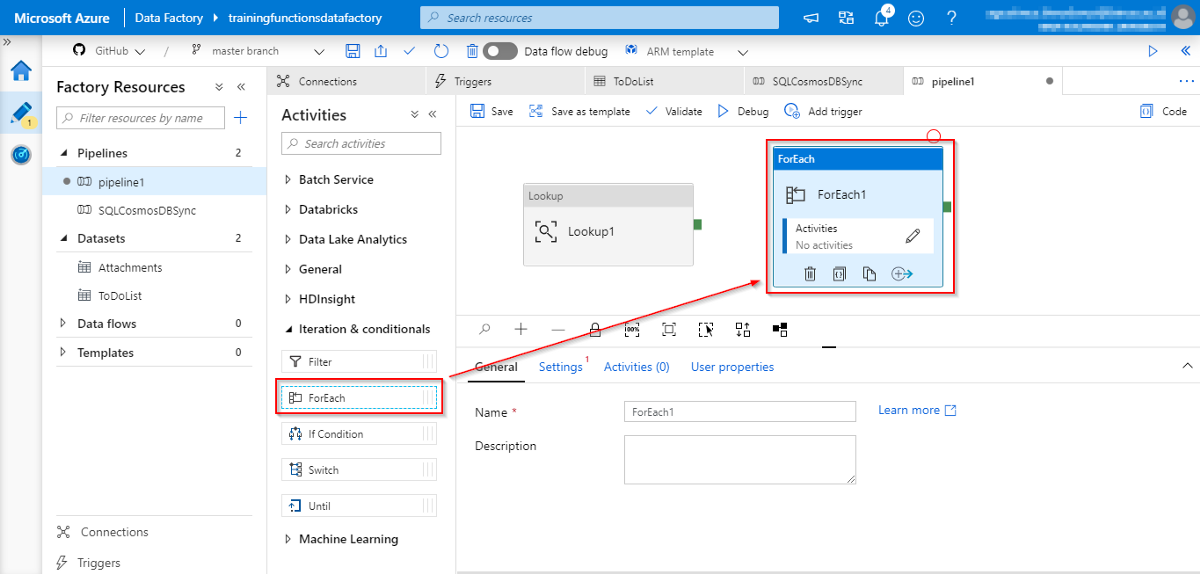 Microsoft Azure
Data Factory
trainingfunctionsdatafactory
Search resources
4
?
»
GitHub
/
master branch
Data flow debug
ARM template
«
1
Factory Resources
«
Filter resources by name
Pipelines 2
pipeline1
SQLCosmosDBSync
Datasets 2
Attachments
ToDoList
Data flows 0
Templates 0
Connections
Triggers
Connections
Triggers
ToDoList
SQLCosmosDBSync
pipeline1
Activities
«
Search activities
Batch Service
Databricks
Data Lake Analytics
General
HDInsight
Iteration & conditionals
Filter
ForEach
If Condition
Switch
Until
Machine Learning
Save
Save as template
Validate
Debug
Add trigger
Code
Lookup
Lookup1
ForEach
ForEach1
Activities
No activities
100%
General
Settings 1
Activities (0)
User properties
Name *
ForEach1
Learn more
Description